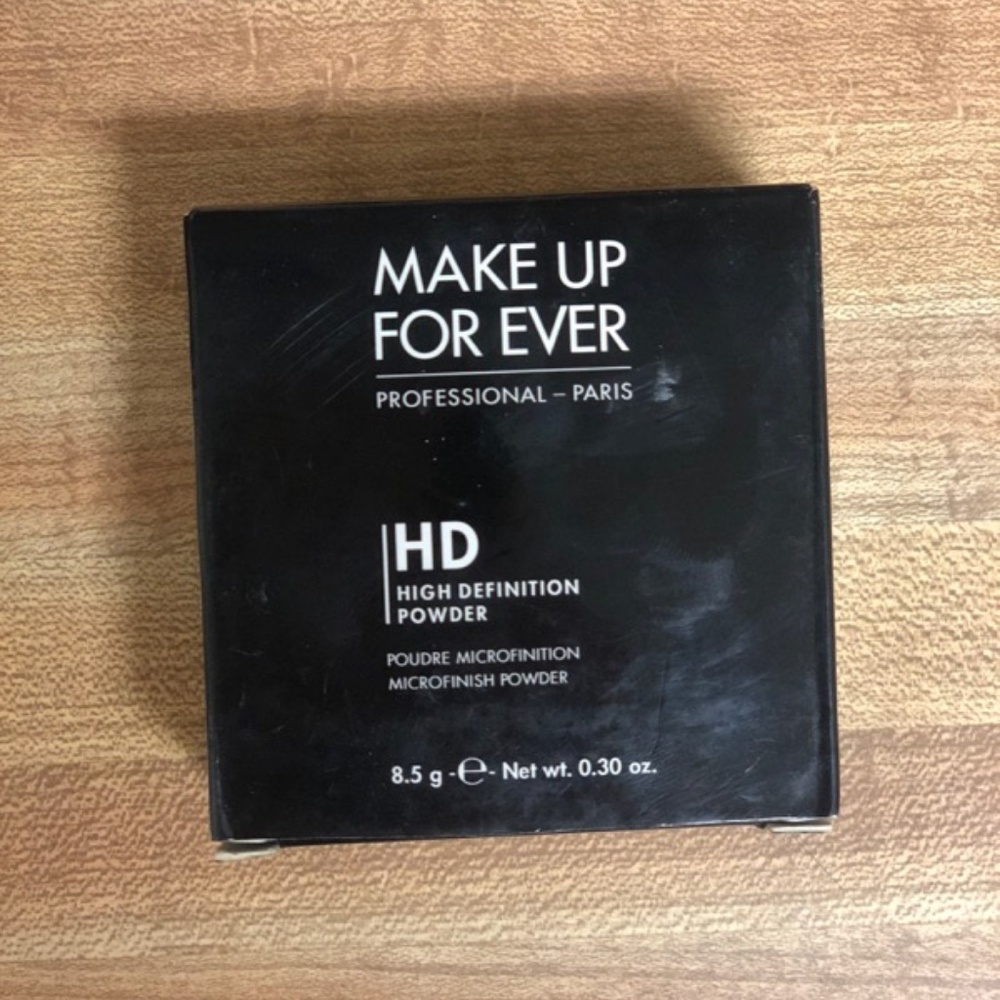 MAKE UP
FOR EVER
PROFESSIONAL – PARIS
HD
HIGH DEFINITION
POWDER
POUDRE MICROFINITION
MICROFINISH POWDER
8.5 g -℮- Net wt. 0.30 oz.